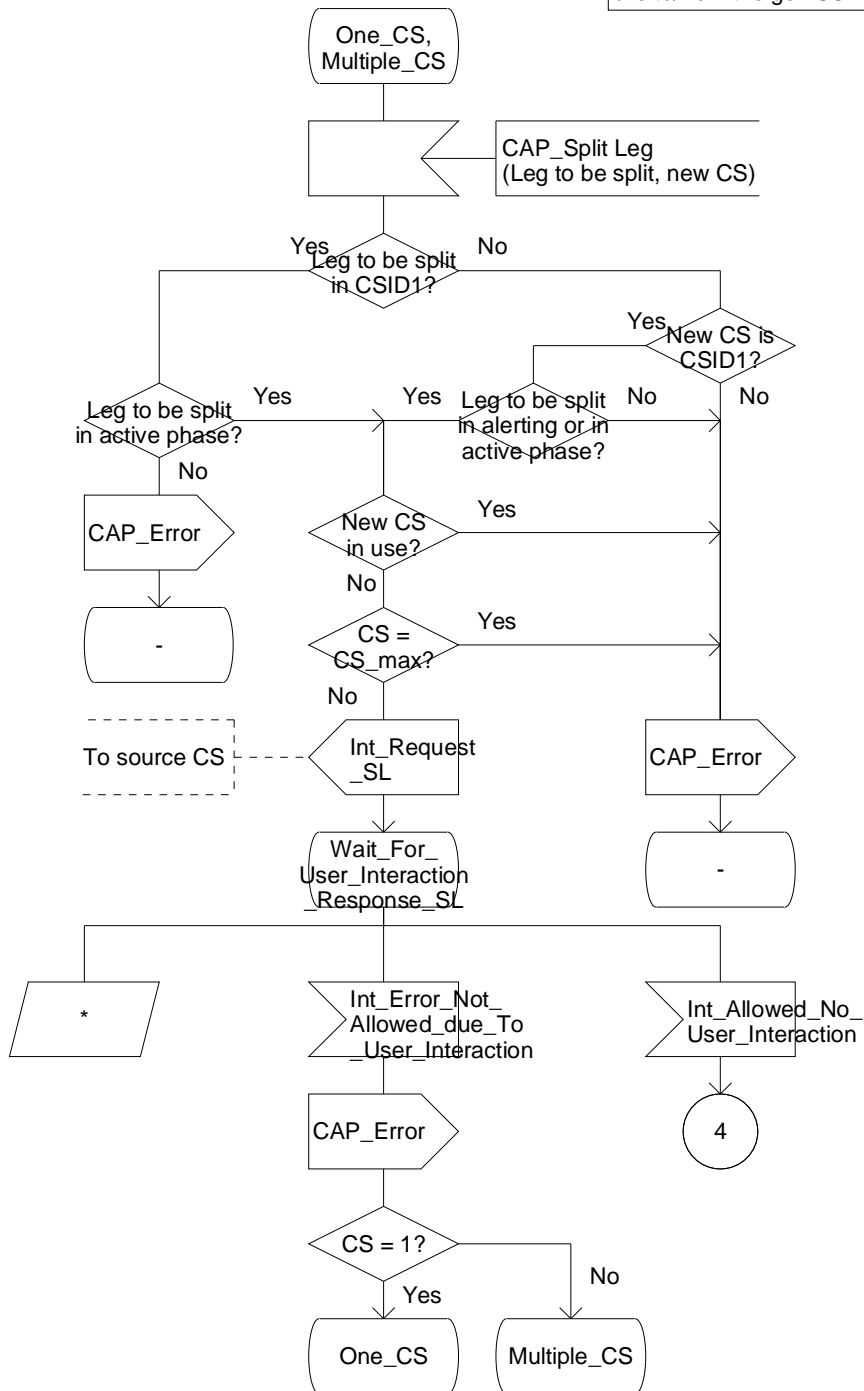 One_CS,
Multiple_CS
CAP_Split Leg
(Leg to be split, new CS)
Yes
Leg to be split
in CSID1?
No
Yes
New CS is
CSID1?
No
Leg to be split
in active phase?
Yes
Yes
Leg to be split
in alerting or in
active phase?
No
No
CAP_Error
-
New CS
in use?
Yes
No
CS =
CS_max?
Yes
No
To source CS
Int_Request
_SL
CAP_Error
-
Wait_For_
User_Interaction
_Response_SL
*
Int_Error_Not_
Allowed_due_To
_User_Interaction
Int_Allowed_No_
User_Interaction
CAP_Error
4
CS = 1?
No
Yes
One_CS
Multiple_CS